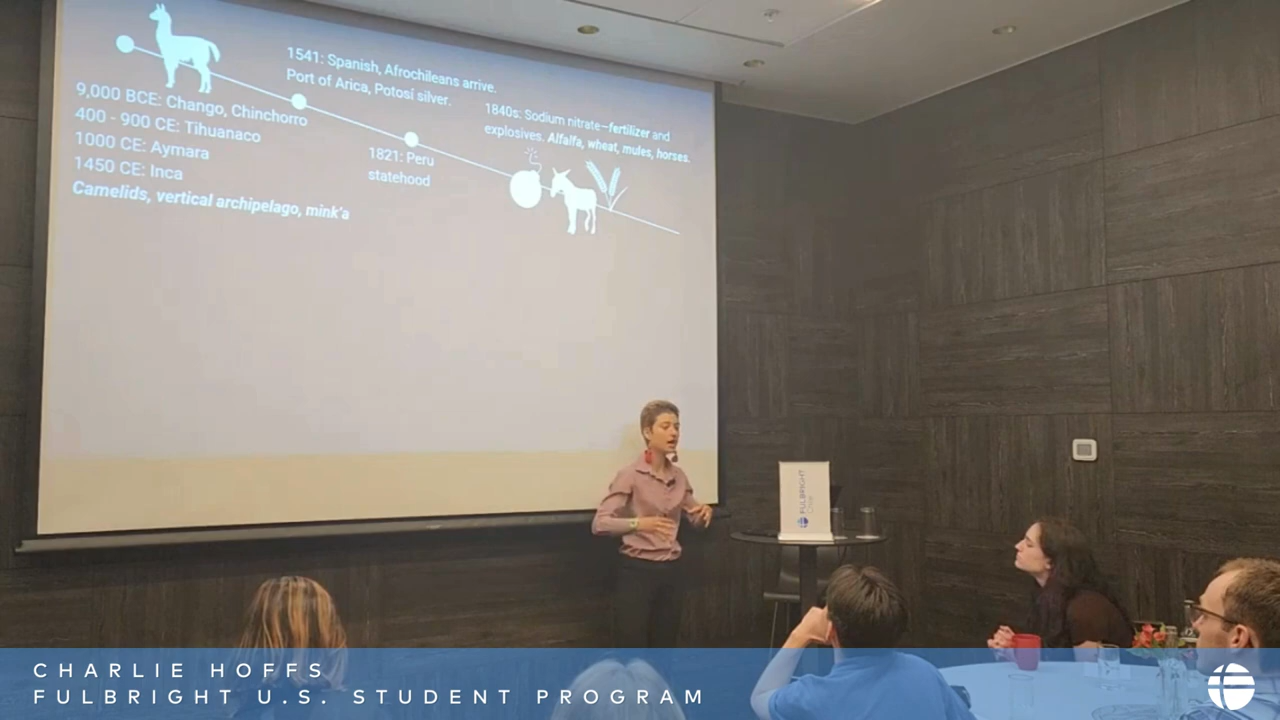 1541: Spanish, Afrochileans arrive.
Port of Arica, Potosí silver.
9,000 BCE: Chango, Chinchorro
400 - 900 CE: Tihuanaco
1000 CE: Aymara
1450 CE: Inca
Camelids, vertical archipelago, mink'a
1821: Peru
statehood
1840s: Sodium nitrate—fertilizer and
explosives. Alfalfa, wheat, mules, horses.
FULBRIGHT
Chile
CHARLIE HOFFS
FULBRIGHT U.S. STUDENT PROGRAM